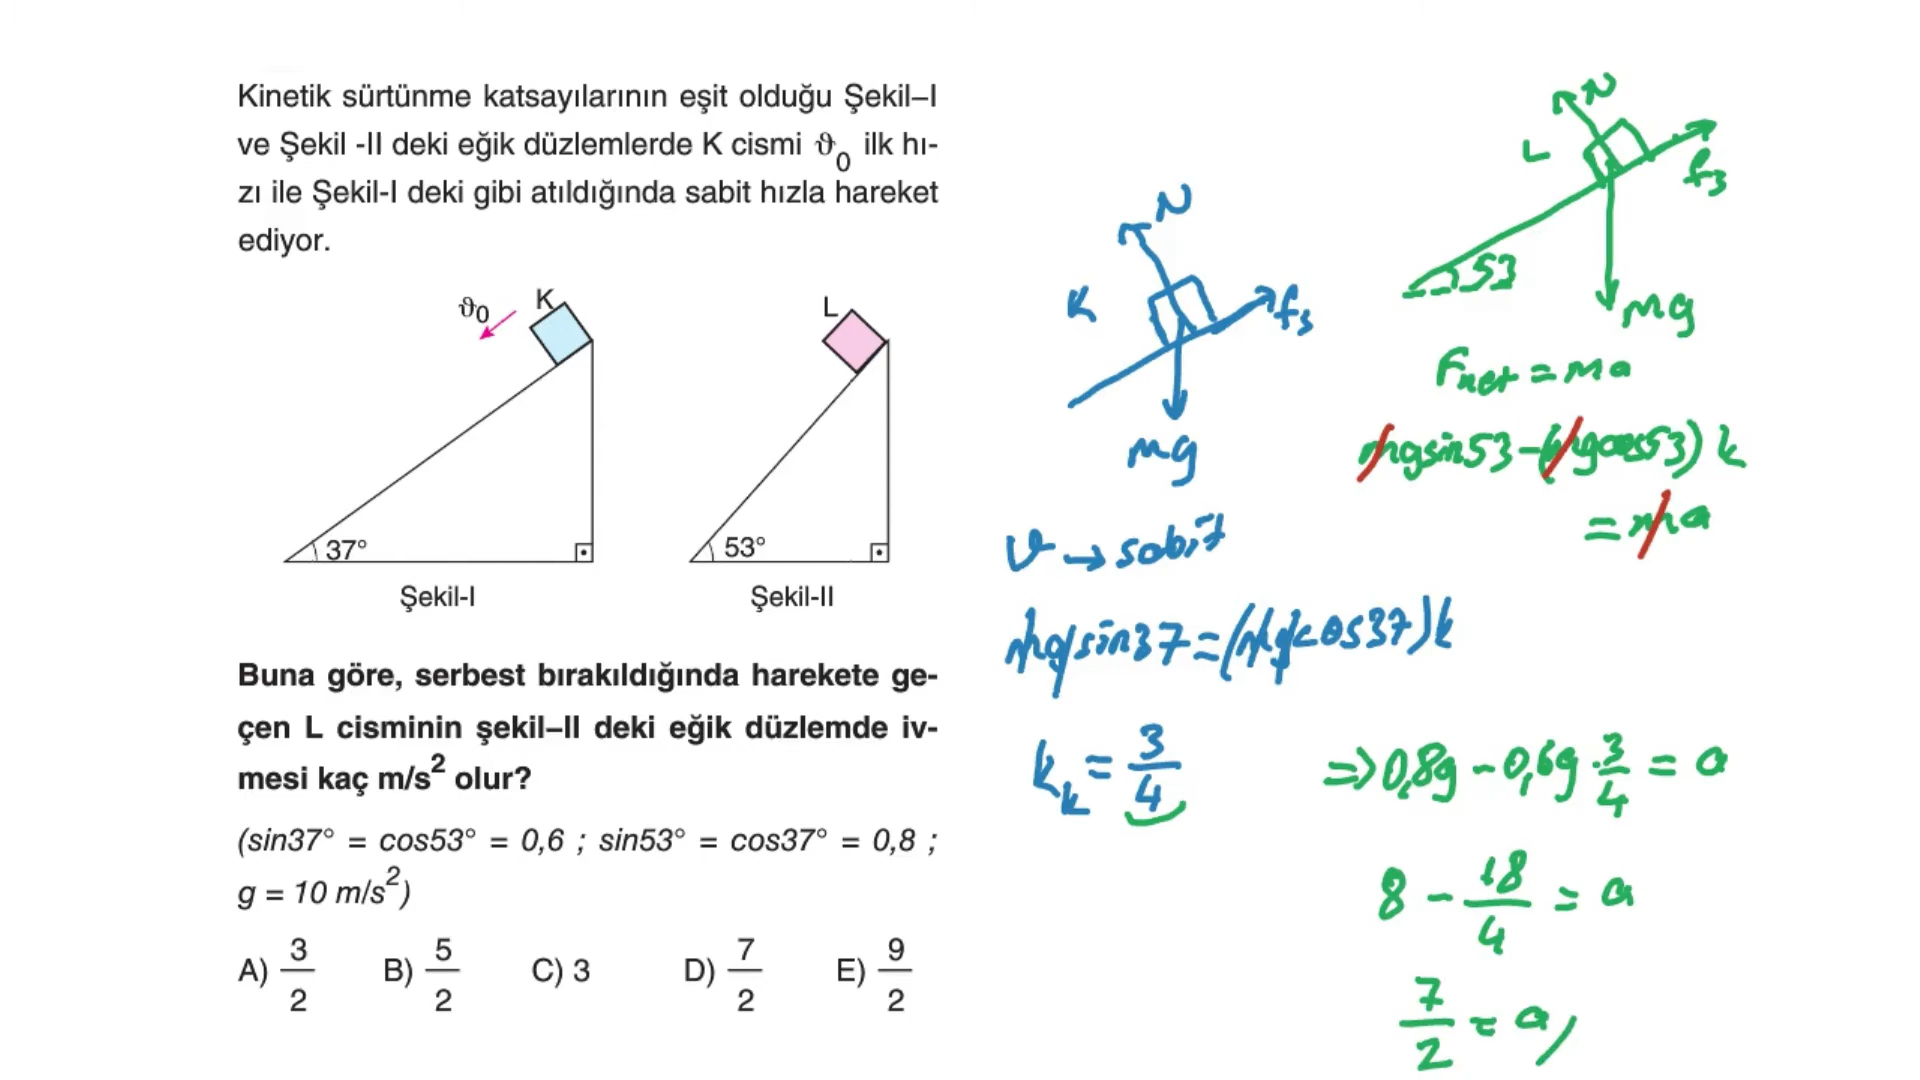 Kinetik sürtünme katsayılarının eşit olduğu Şekil–I
ve Şekil -II deki eğik düzlemlerde K cismi ϑ0 ilk hı-
zı ile Şekil-I deki gibi atıldığında sabit hızla hareket
ediyor.
ϑ0
K
37°
Şekil-I
L
53°
Şekil-II
Buna göre, serbest bırakıldığında harekete ge-
çen L cisminin şekil–II deki eğik düzlemde iv-
mesi kaç m/s² olur?
(sin37° = cos53° = 0,6 ; sin53° = cos37° = 0,8 ;
g = 10 m/s²)
A) 3/2 B) 5/2 C) 3 D) 7/2 E) 9/2
N
K
fs
mg
v → sabit
mg sin37 = (mg cos37)k
kk = 3/4
N
L
fs
53
mg
Fnet = ma
mgsin53 - (mgcos53) k
= ma
⇒ 0,8g - 0,6g . 3/4 = a
8 - 18/4 = a
7/2 = a,